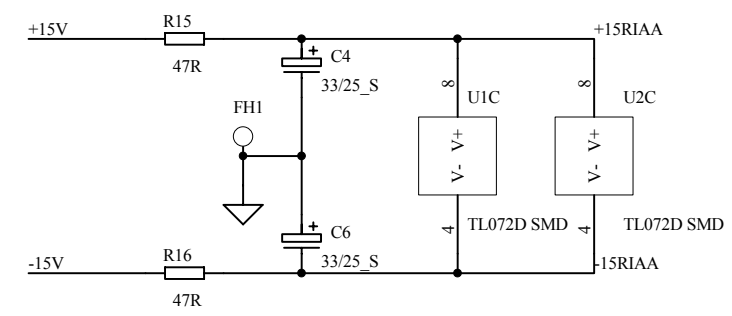 R15
+15V
+15RIAA
47R
+
C4
33/25_S
8
8
U1C
U2C
FH1
V+
V-
V+
V-
+
C6
33/25_S
4
TL072D SMD
4
TL072D SMD
R16
-15V
-15RIAA
47R